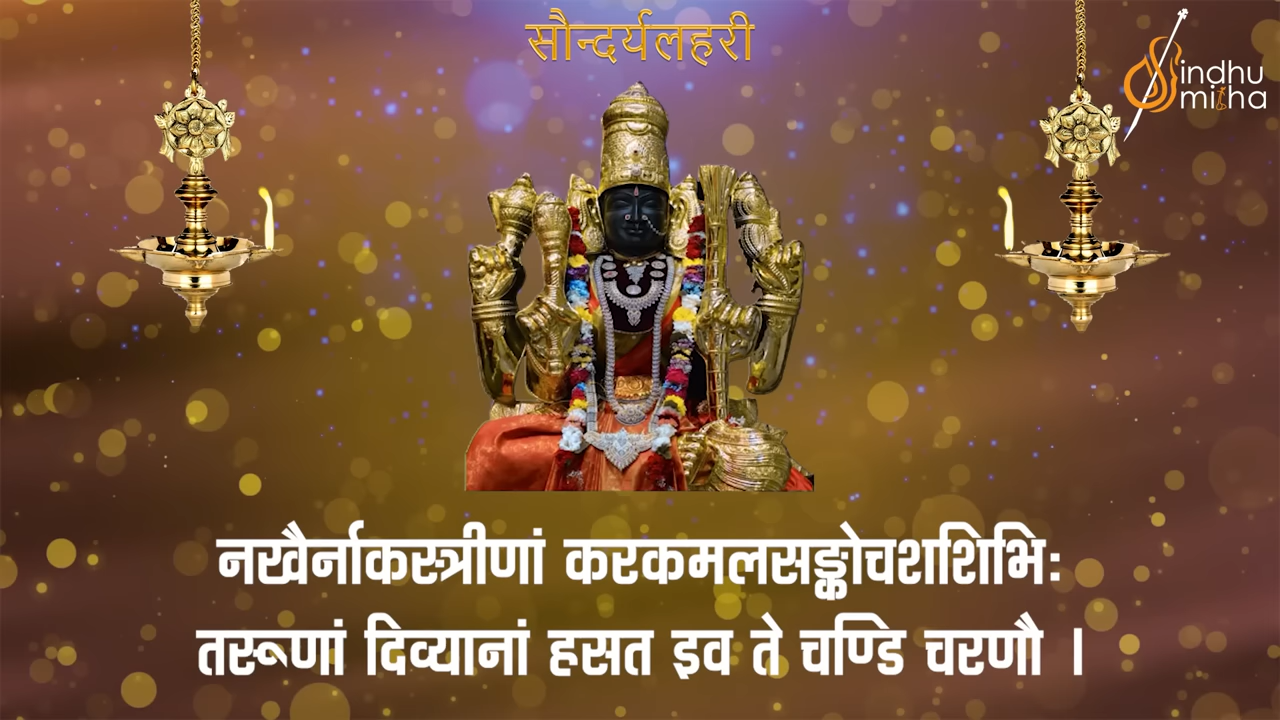 सौन्दर्यलहरी
Sindhu
Smitha
नखैर्नाकस्त्रीणां करकमलसङ्कोचशशिभिः
तरूणां दिव्यानां हसत इव ते चण्डि चरणौ ।